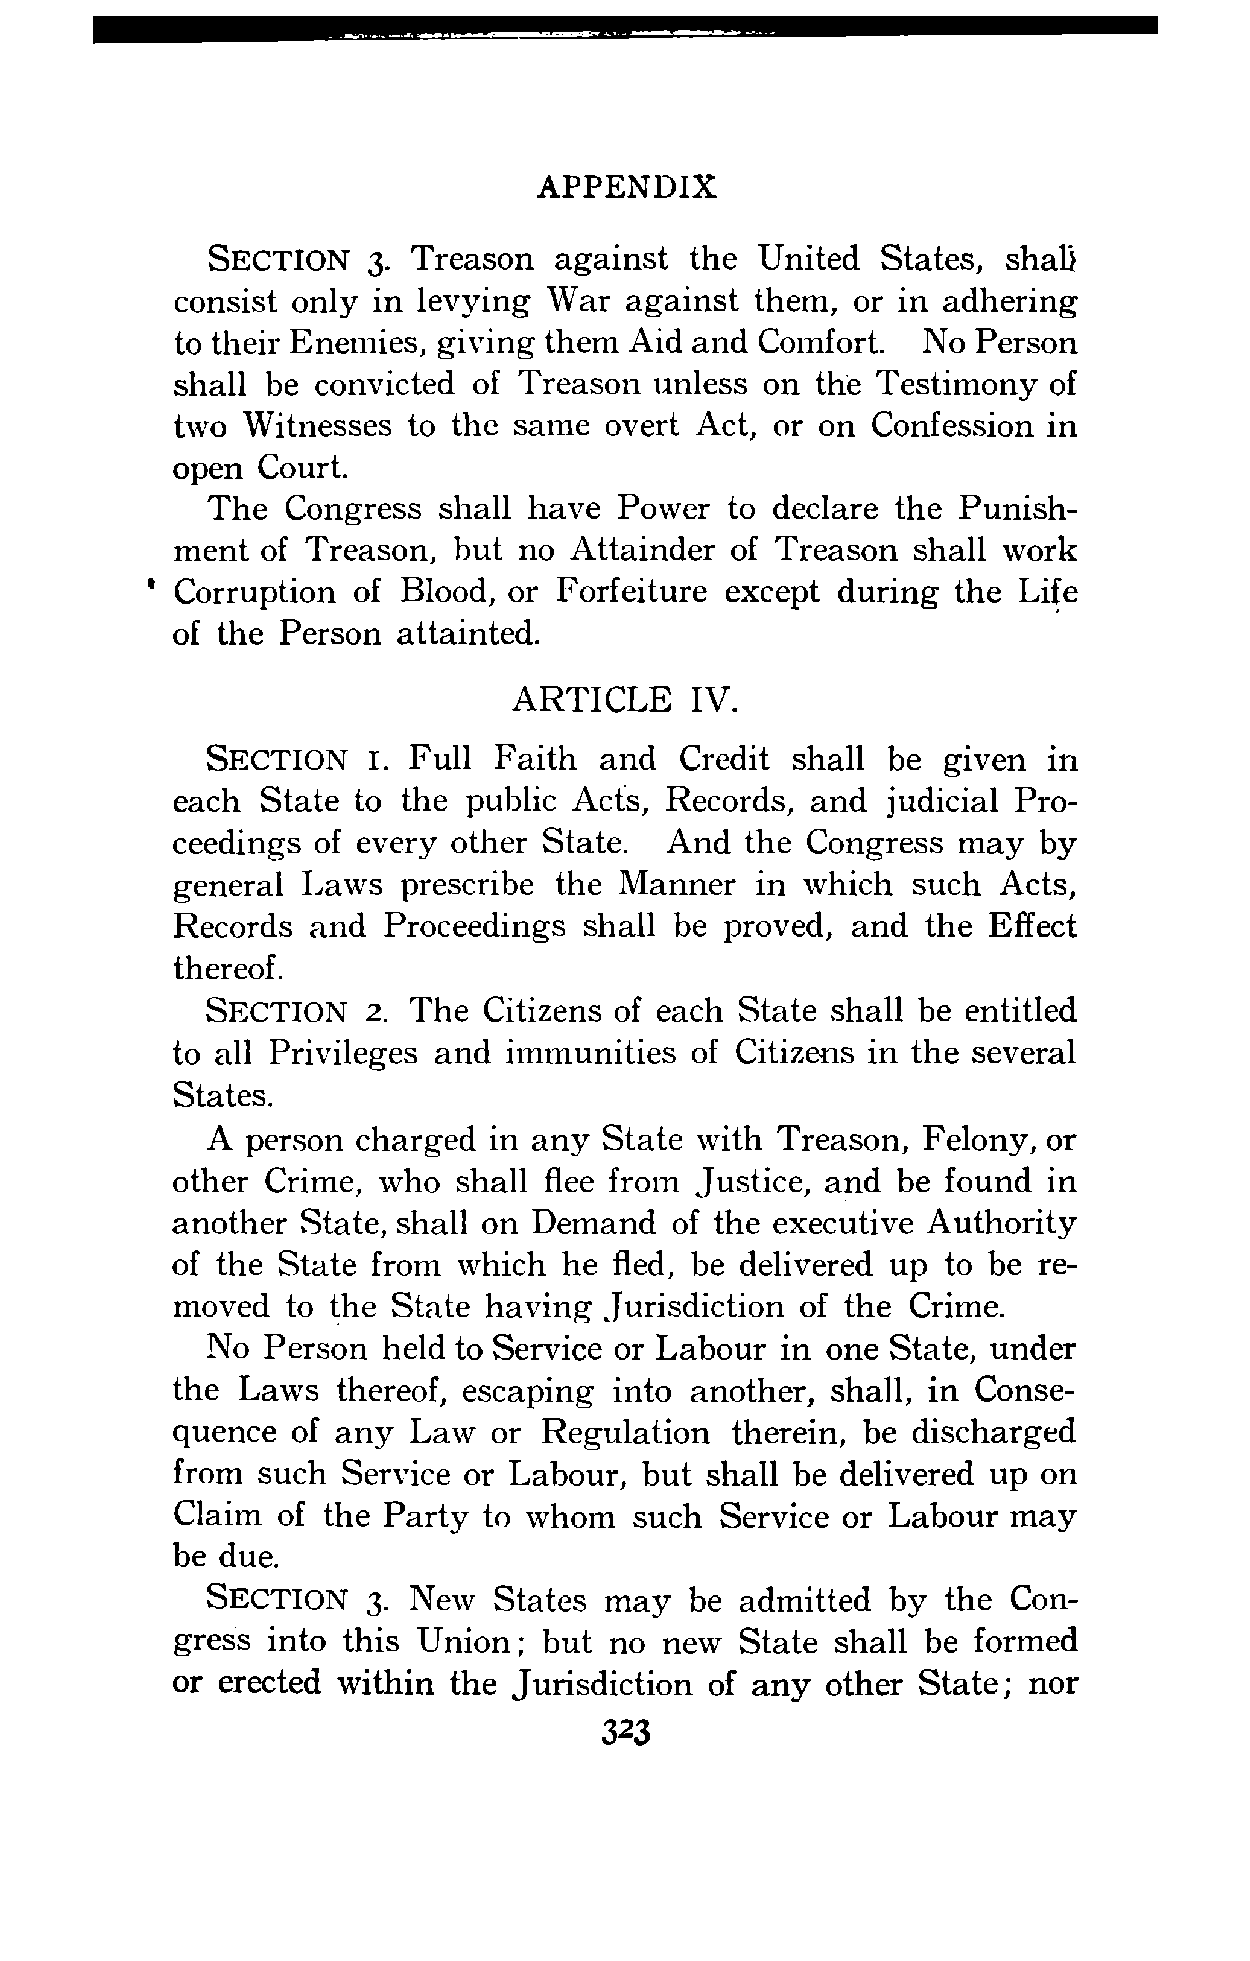 APPENDIX
SECTION 3. Treason against the United States, shall
consist only in levying War against them, or in adhering
to their Enemies, giving them Aid and Comfort. No Person
shall be convicted of Treason unless on the Testimony of
two Witnesses to the same overt Act, or on Confession in
open Court.
The Congress shall have Power to declare the Punish-
ment of Treason, but no Attainder of Treason shall work
Corruption of Blood, or Forfeiture except during the Life
of the Person attainted.
ARTICLE IV.
SECTION 1. Full Faith and Credit shall be given in
each State to the public Acts, Records, and judicial Pro-
ceedings of every other State. And the Congress may by
general Laws prescribe the Manner in which such Acts,
Records and Proceedings shall be proved, and the Effect
thereof.
SECTION 2. The Citizens of each State shall be entitled
to all Privileges and immunities of Citizens in the several
States.
A person charged in any State with Treason, Felony, or
other Crime, who shall flee from Justice, and be found in
another State, shall on Demand of the executive Authority
of the State from which he fled, be delivered up to be re-
moved to the State having Jurisdiction of the Crime.
No Person held to Service or Labour in one State, under
the Laws thereof, escaping into another, shall, in Conse-
quence of any Law or Regulation therein, be discharged
from such Service or Labour, but shall be delivered up on
Claim of the Party to whom such Service or Labour may
be due.
SECTION 3. New States may be admitted by the Con-
gress into this Union; but no new State shall be formed
or erected within the Jurisdiction of any other State; nor
323